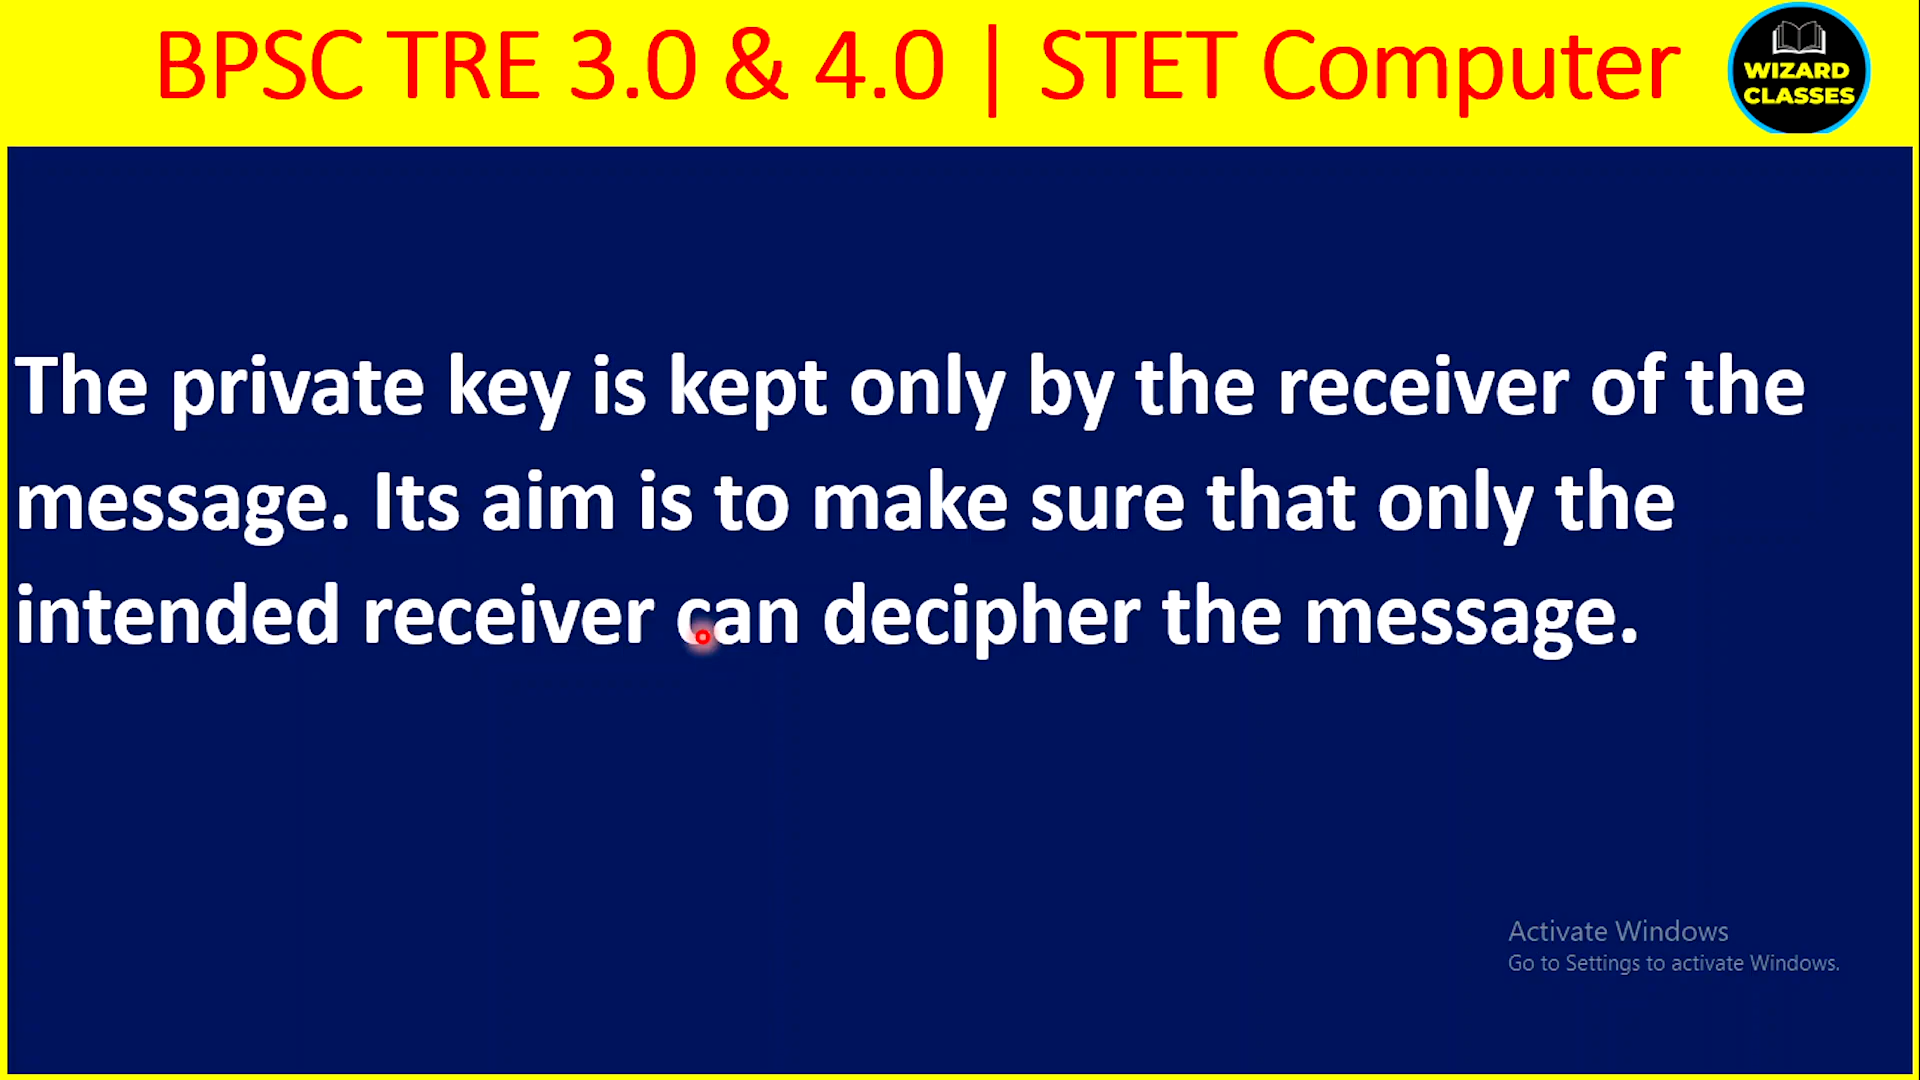 BPSC TRE 3.0 & 4.0 | STET Computer
WIZARD
CLASSES
The private key is kept only by the receiver of the
message. Its aim is to make sure that only the
intended receiver can decipher the message.
Activate Windows
Go to Settings to activate Windows.